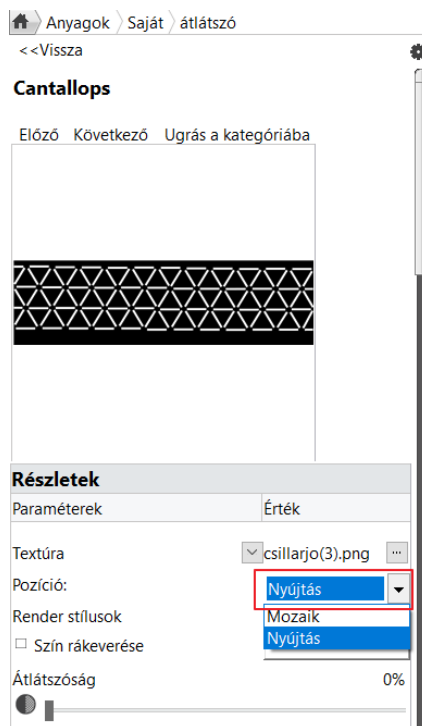 Anyagok Saját átlátszó
<<Vissza
Cantallops
Előző Következő Ugrás a kategóriába
Részletek
Paraméterek Érték
Textúra csillarjo(3).png ...
Pozíció: Nyújtás
Mozaik
Render stílusok
Nyújtás
Szín rákeverése
Átlátszóság 0%